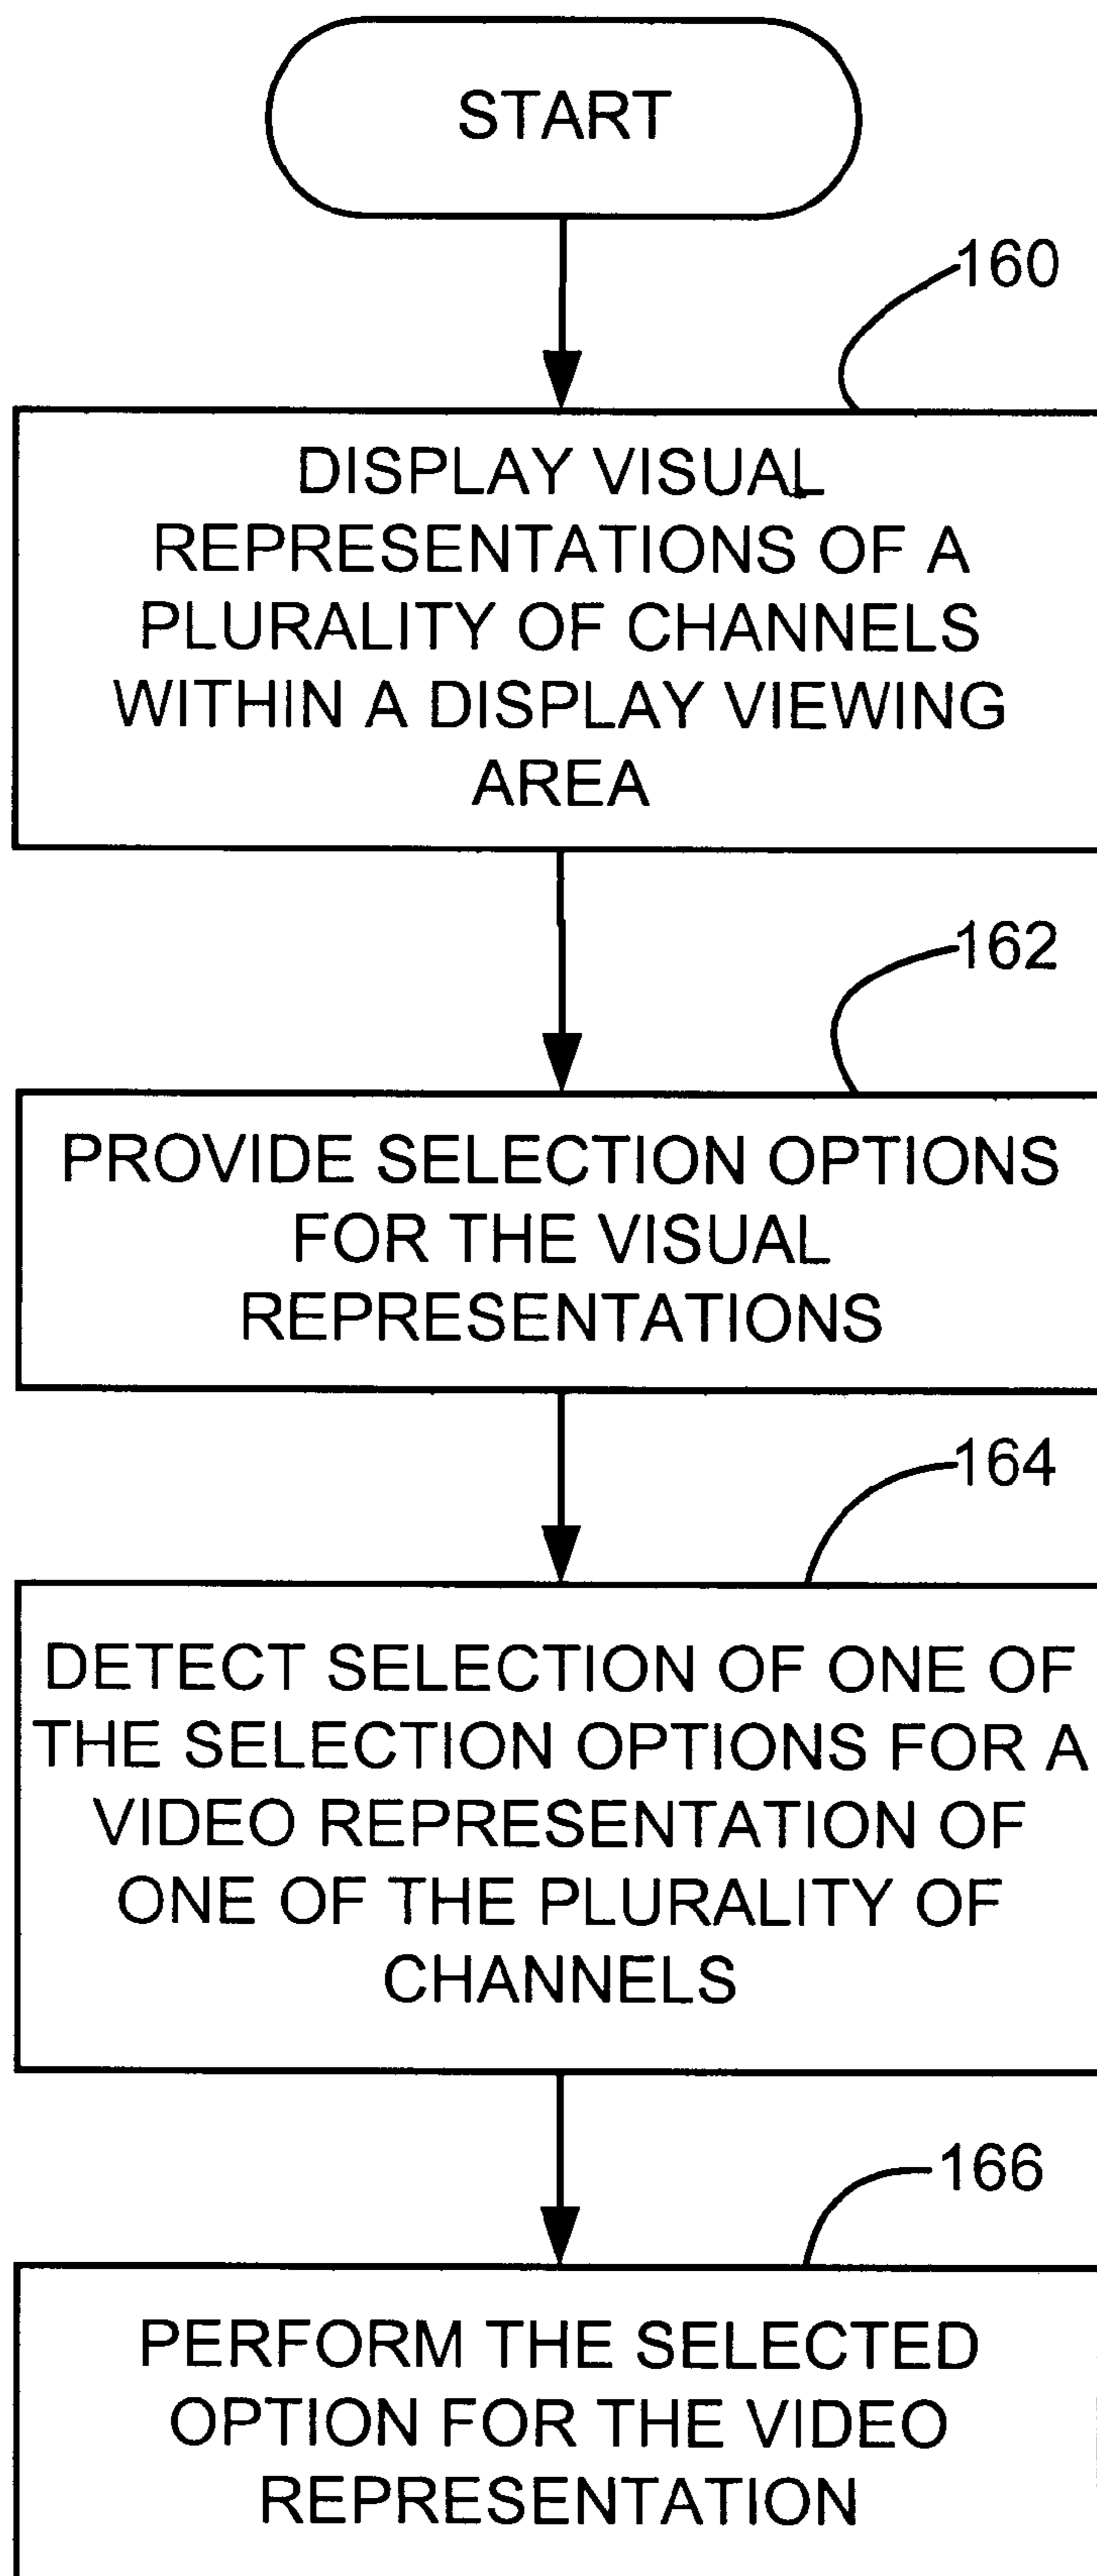 START
160
DISPLAY VISUAL
REPRESENTATIONS OF A
PLURALITY OF CHANNELS
WITHIN A DISPLAY VIEWING
AREA
162
PROVIDE SELECTION OPTIONS
FOR THE VISUAL
REPRESENTATIONS
164
DETECT SELECTION OF ONE OF
THE SELECTION OPTIONS FOR A
VIDEO REPRESENTATION OF
ONE OF THE PLURALITY OF
CHANNELS
166
PERFORM THE SELECTED
OPTION FOR THE VIDEO
REPRESENTATION